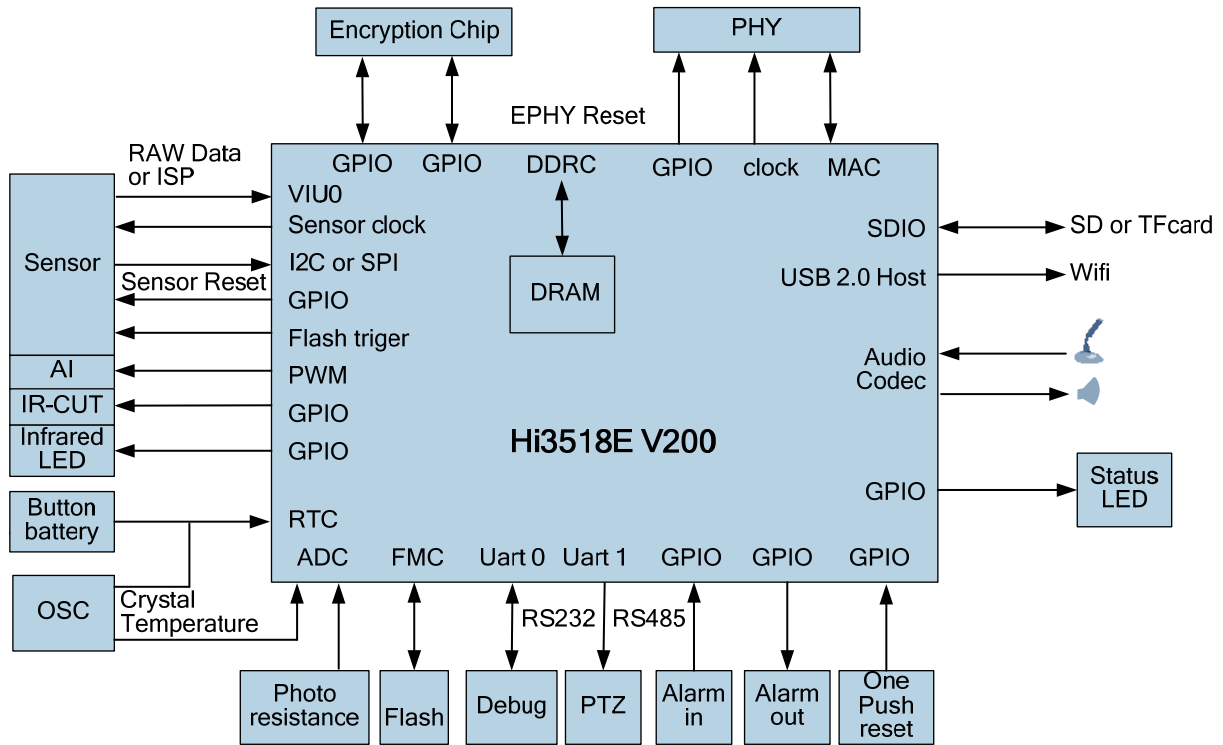 Encryption Chip
PHY
EPHY Reset
RAW Data
or ISP
GPIO
GPIO
DDRC
GPIO
clock
MAC
Sensor
VIU0
Sensor clock
I2C or SPI
Sensor Reset
GPIO
Flash triger
DRAM
SDIO
SD or TFcard
USB 2.0 Host
Wifi
AI
PWM
Audio
Codec
IR-CUT
GPIO
Infrared
LED
GPIO
Hi3518E V200
GPIO
Status
LED
Button
battery
RTC
ADC
FMC
Uart 0
Uart 1
GPIO
GPIO
GPIO
OSC
Crystal
Temperature
RS232
RS485
Photo
resistance
Flash
Debug
PTZ
Alarm
in
Alarm
out
One
Push
reset